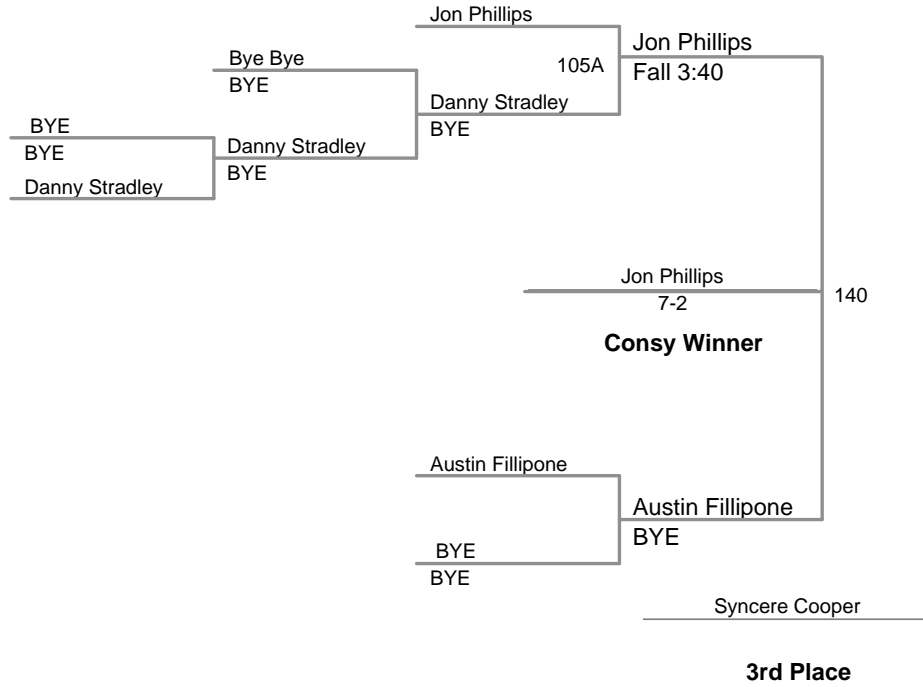 Jon Phillips
Jon Phillips
105A
Fall 3:40
Bye Bye
BYE
Danny Stradley
BYE
BYE
BYE
Danny Stradley
BYE
Danny Stradley
Jon Phillips
7-2
140
Consy Winner
Austin Fillipone
Austin Fillipone
BYE
BYE
BYE
Syncere Cooper
3rd Place